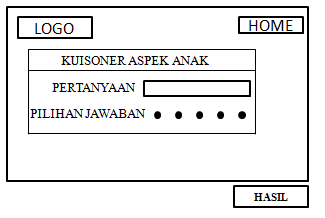 LOGO
HOME
KUISONER ASPEK ANAK
PERTANYAAN
PILIHAN JAWABAN
HASIL